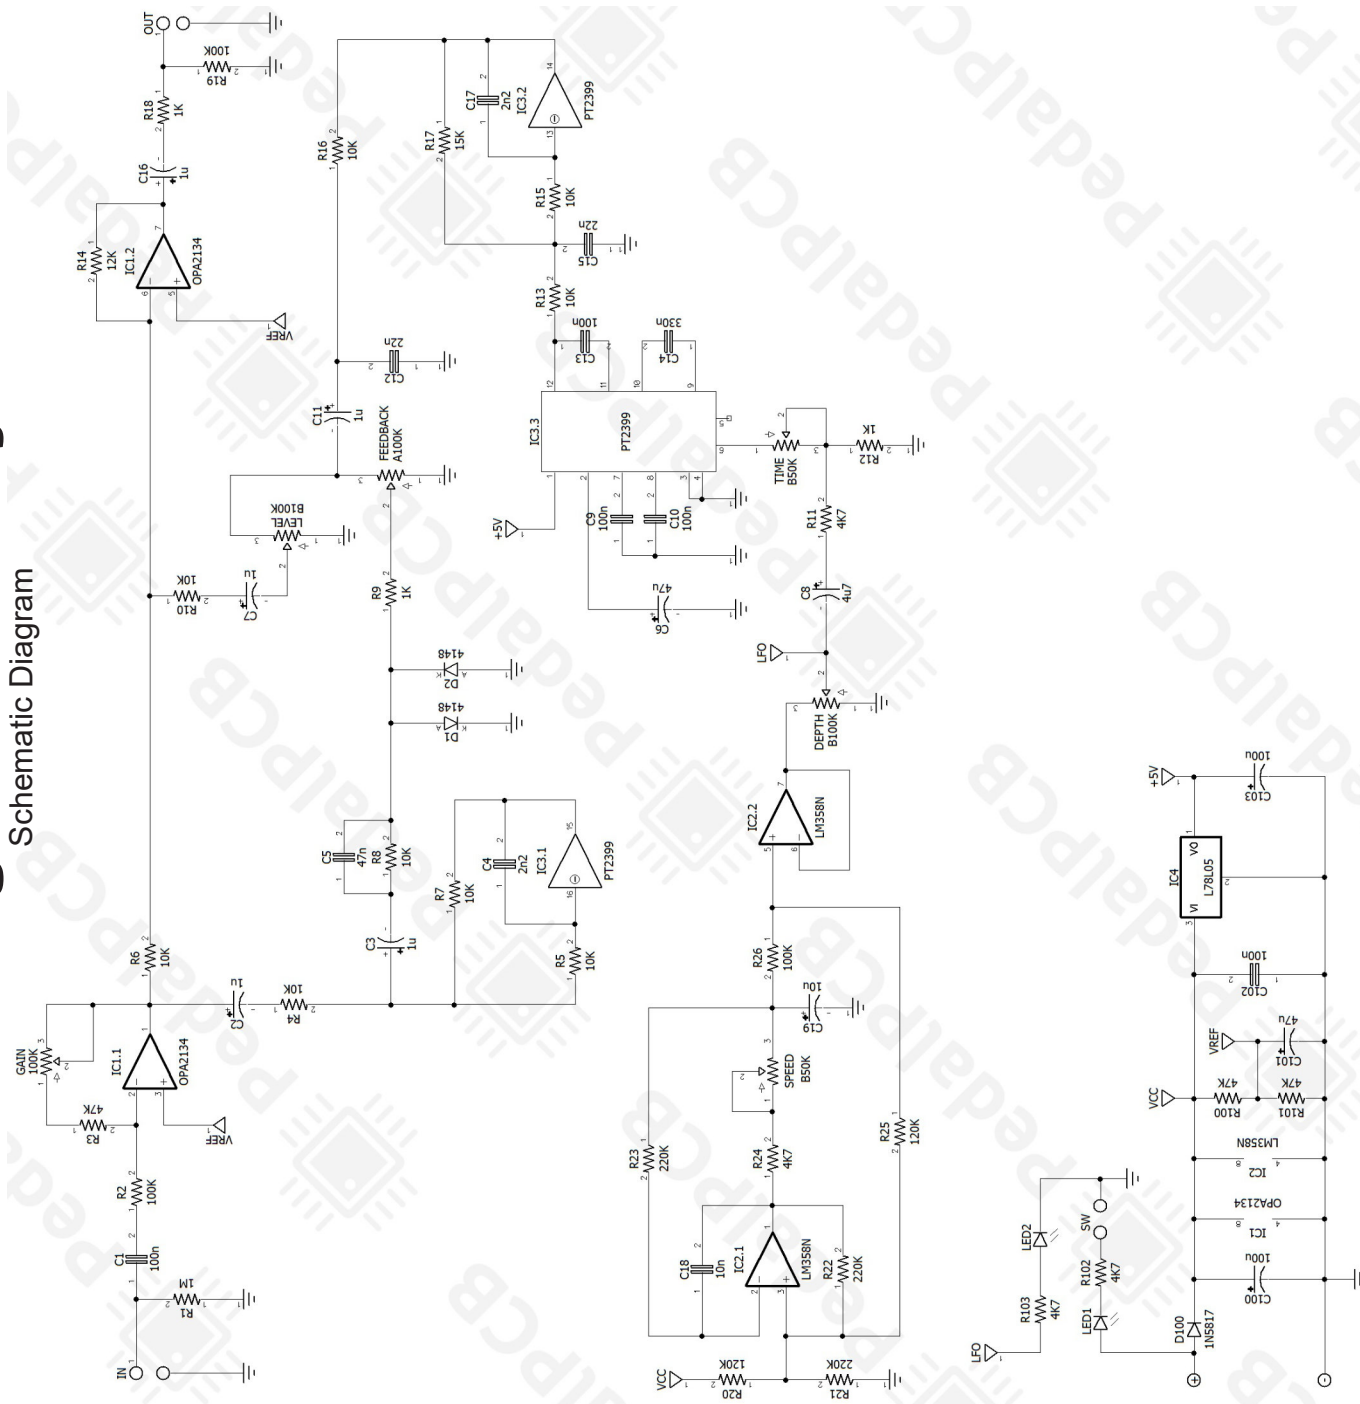 Schematic Diagram
IN
R1
1M
C1
100n
R2
100K
R3
47K
GAIN
100K
IC1.1
OPA2134
VREF
R6
10K
C2
1u
R4
10K
R10
10K
C7
1u
LEVEL
B100K
R14
12K
IC1.2
OPA2134
VREF
C16
1u
R18
1K
R19
100K
OUT
C3
1u
C5
47n
R8
10K
D1
4148
D2
4148
R9
1K
FEEDBACK
A100K
C11
1u
C12
22n
R16
10K
R5
10K
R7
10K
C4
2n2
IC3.1
PT2399
+5V
IC3.3
PT2399
C6
47u
C9
100n
C10
100n
C13
100n
C14
330n
R13
10K
C15
22n
R15
10K
R17
15K
C17
2n2
IC3.2
PT2399
TIME
B50K
R12
1K
R11
4K7
C8
4u7
LFO
DEPTH
B100K
IC2.2
LM358N
VCC
R20
120K
R21
220K
C18
10n
IC2.1
LM358N
R22
220K
R23
220K
R24
4K7
SPEED
B50K
C19
10u
R26
100K
R25
120K
LFO
R103
4K7
LED2
LED1
R102
4K7
SW
D100
1N5817
C100
100u
IC1
OPA2134
IC2
LM358N
VCC
R100
47K
R101
47K
VREF
C101
47u
C102
100n
IC4
VI
VO
L78L05
+5V
C103
100u
PedalPCB